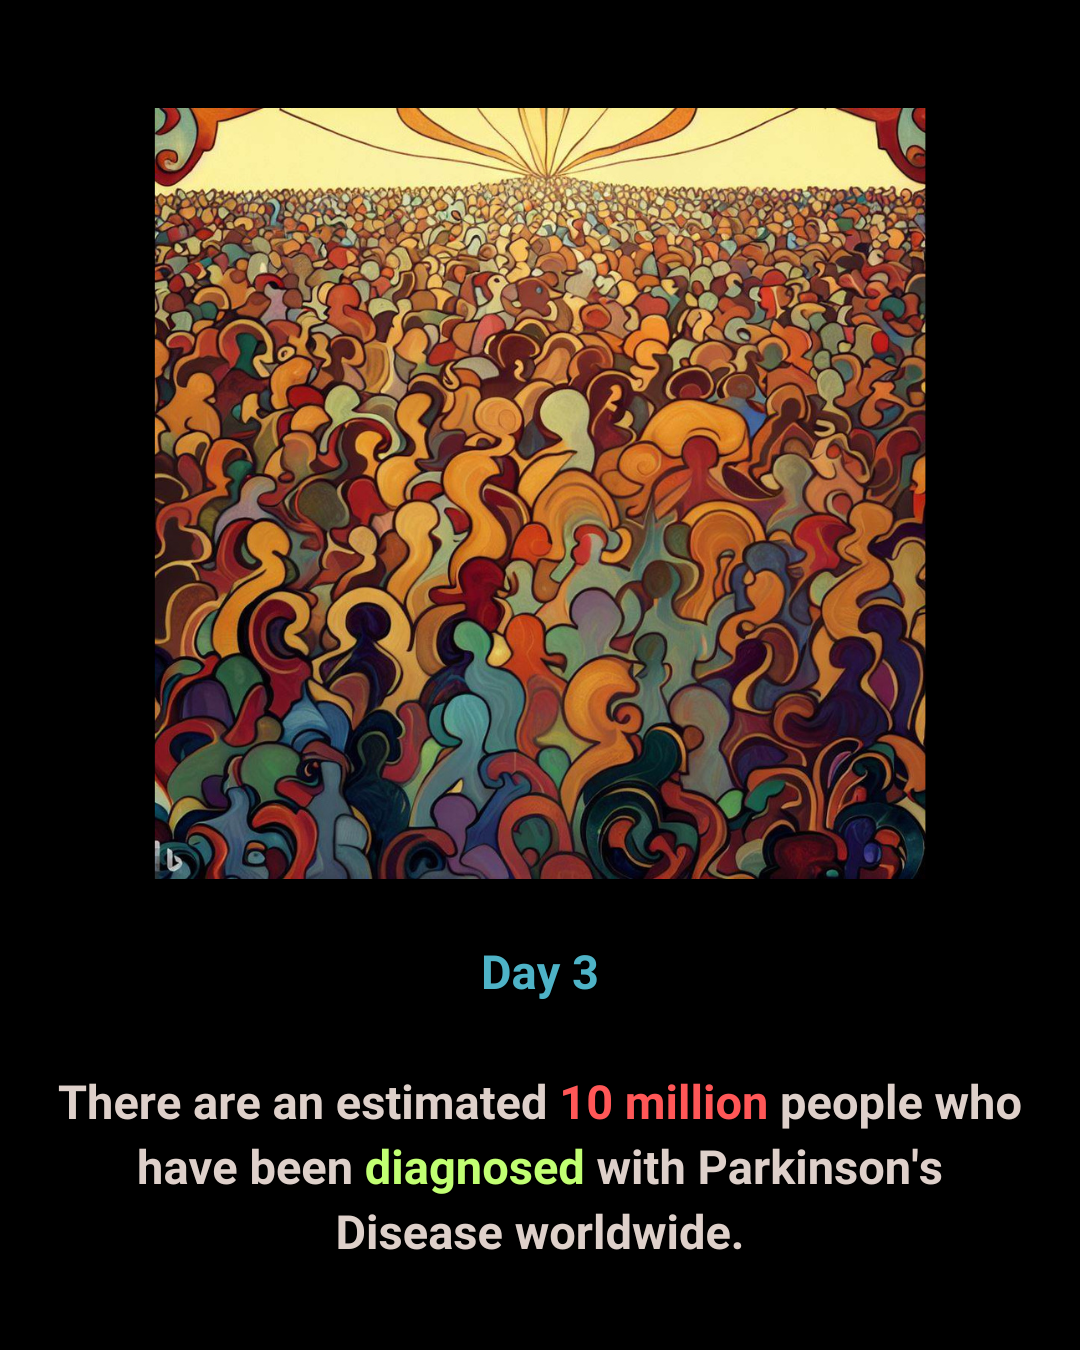 Day 3
There are an estimated 10 million people who
have been diagnosed with Parkinson's
Disease worldwide.